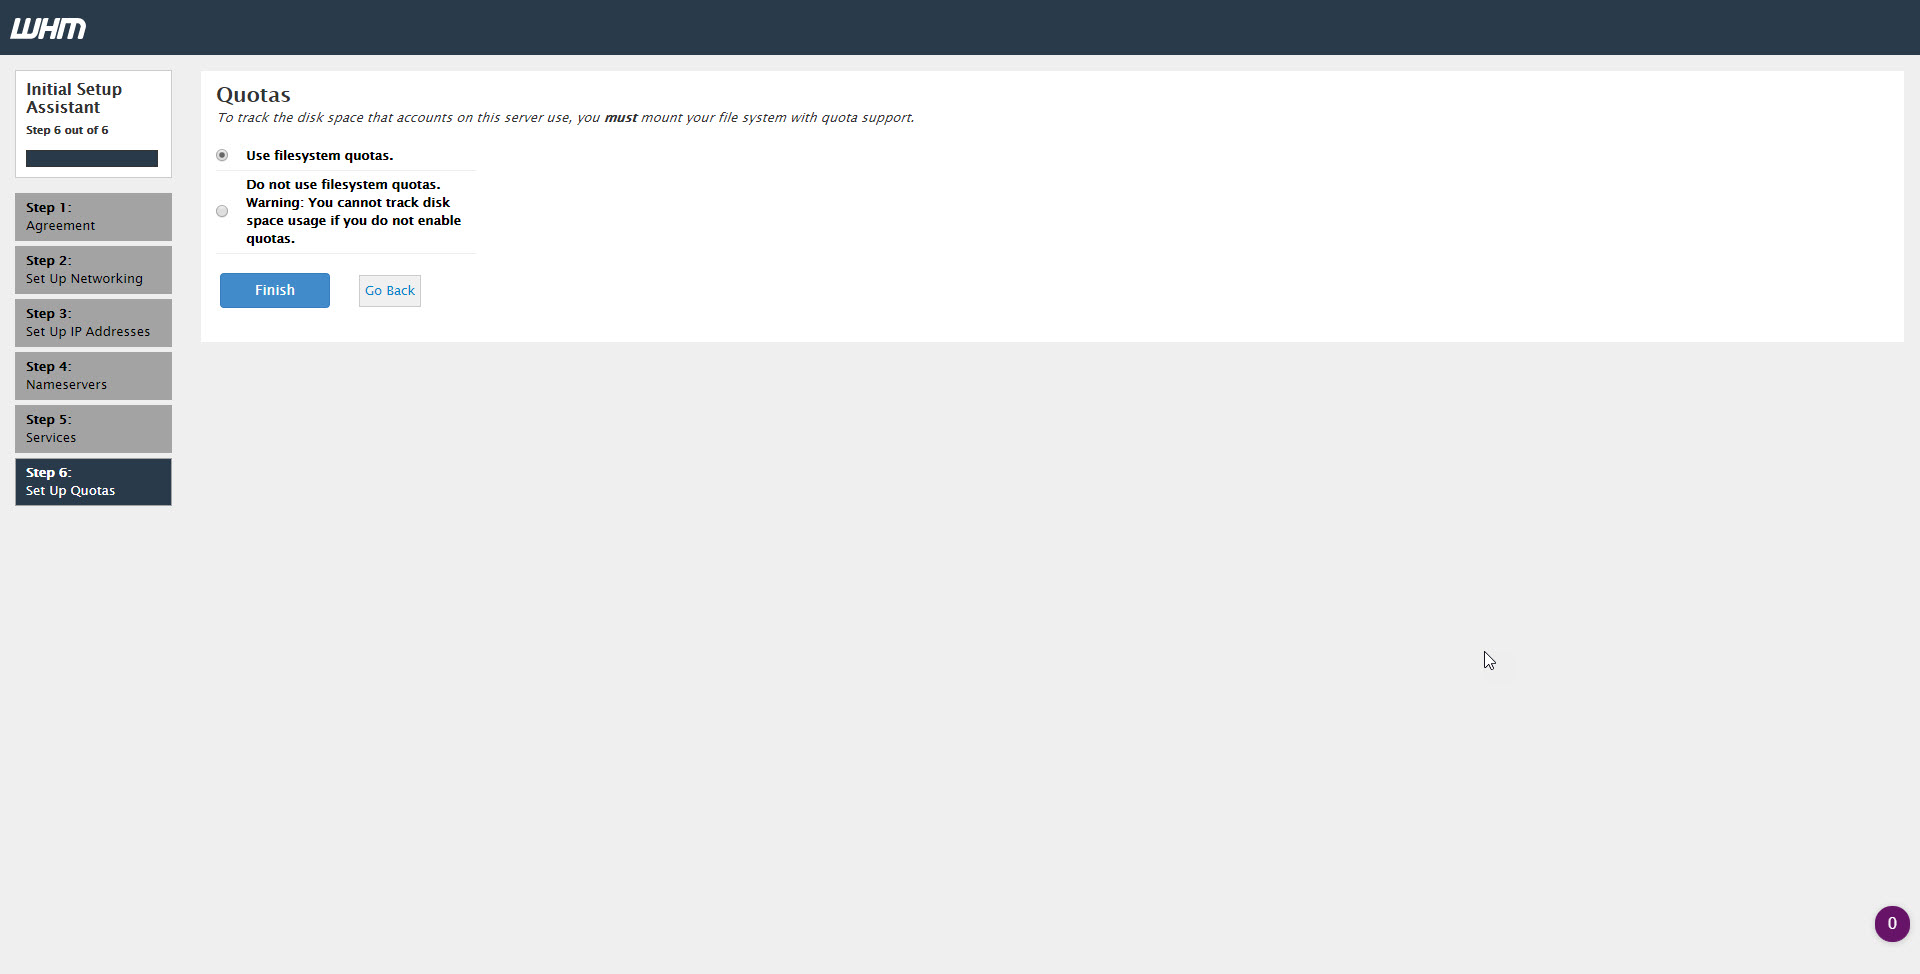 WHM
Initial Setup
Assistant
Step 6 out of 6
Step 1:
Agreement
Step 2:
Set Up Networking
Step 3:
Set Up IP Addresses
Step 4:
Nameservers
Step 5:
Services
Step 6:
Set Up Quotas
Quotas
To track the disk space that accounts on this server use, you must mount your file system with quota support.
Use filesystem quotas.
Do not use filesystem quotas.
Warning: You cannot track disk
space usage if you do not enable
quotas.
Finish
Go Back
0